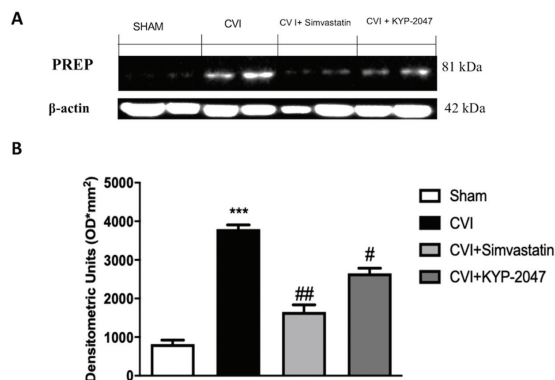 A
SHAM CVI CV I+ Simvastatin CVI + KYP-2047
PREP 81 kDa
β-actin 42 kDa
B
Densitometric Units (OD*mm²)
5000
4000
3000
2000
1000
0
***
##
#
Sham
CVI
CVI+Simvastatin
CVI+KYP-2047